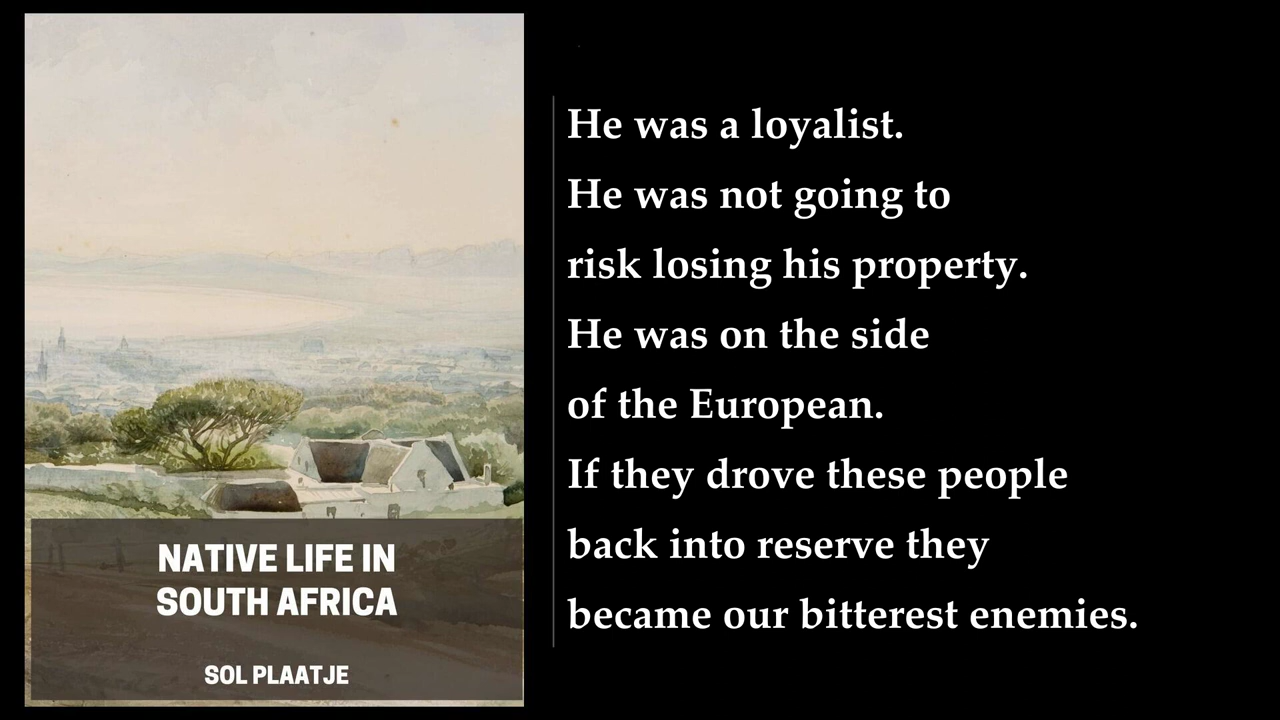 NATIVE LIFE IN
SOUTH AFRICA
SOL PLAATJE
He was a loyalist.
He was not going to
risk losing his property.
He was on the side
of the European.
If they drove these people
back into reserve they
became our bitterest enemies.